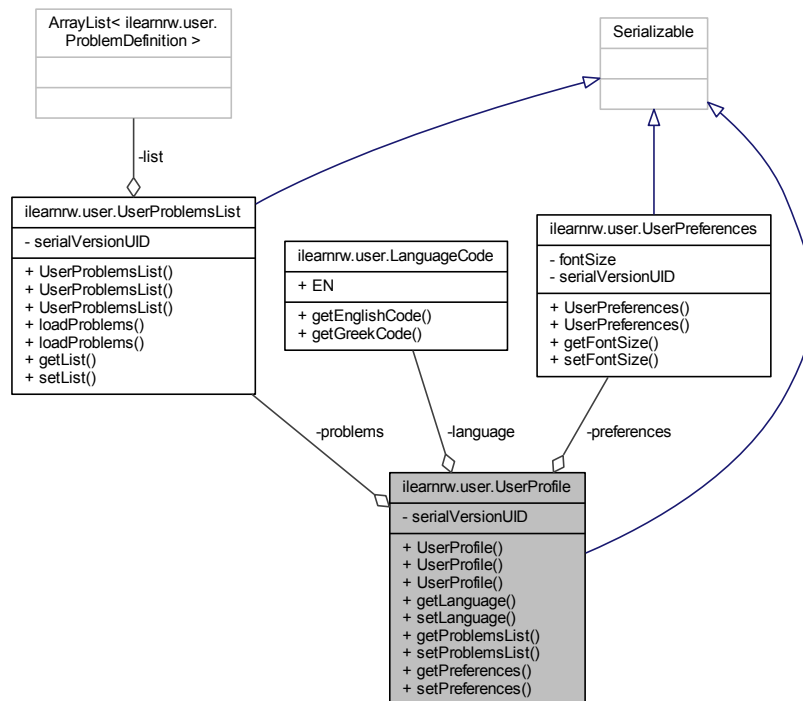 ArrayList< ilearnrw.user.
ProblemDefinition >
Serializable
-list
ilearnrw.user.UserProblemsList
- serialVersionUID
+ UserProblemsList()
+ UserProblemsList()
+ UserProblemsList()
+ loadProblems()
+ loadProblems()
+ getList()
+ setList()
ilearnrw.user.LanguageCode
+ EN
+ getEnglishCode()
+ getGreekCode()
ilearnrw.user.UserPreferences
- fontSize
- serialVersionUID
+ UserPreferences()
+ UserPreferences()
+ getFontSize()
+ setFontSize()
-problems
-language
-preferences
ilearnrw.user.UserProfile
- serialVersionUID
+ UserProfile()
+ UserProfile()
+ UserProfile()
+ getLanguage()
+ setLanguage()
+ getProblemsList()
+ setProblemsList()
+ getPreferences()
+ setPreferences()